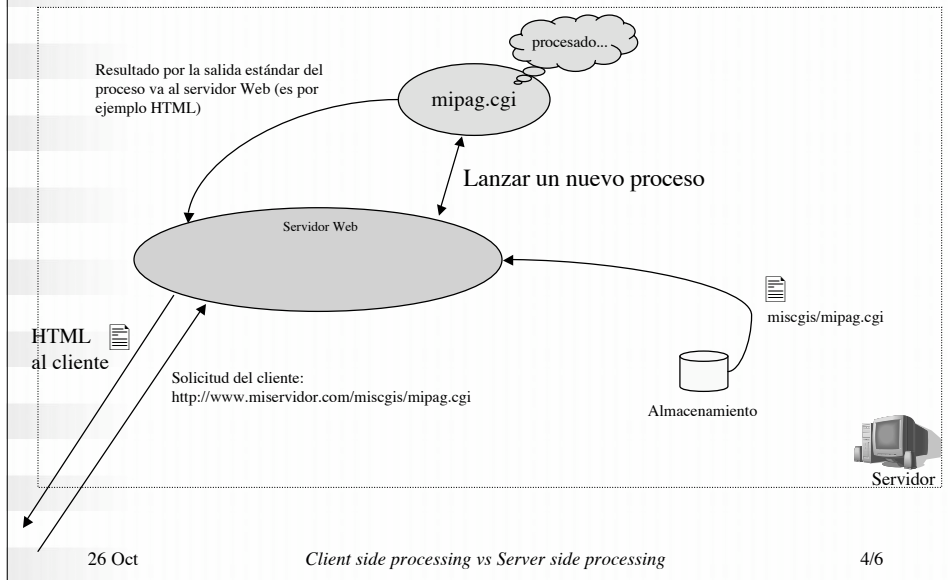 procesado...
Resultado por la salida estándar del
proceso va al servidor Web (es por
ejemplo HTML)
mipag.cgi
Lanzar un nuevo proceso
Servidor Web
miscgis/mipag.cgi
HTML
al cliente
Solicitud del cliente:
http://www.miservidor.com/miscgis/mipag.cgi
Almacenamiento
Servidor
26 Oct
Client side processing vs Server side processing
4/6